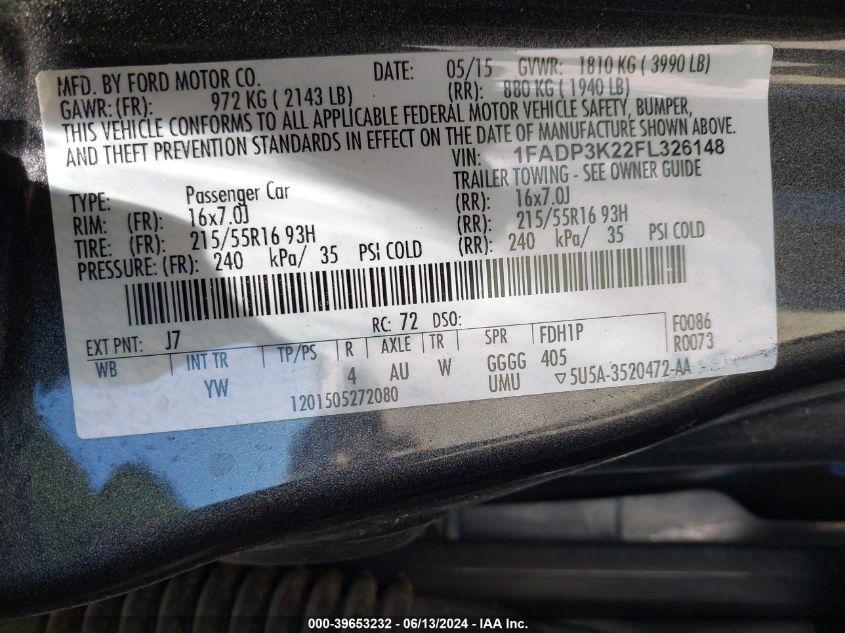 MFD. BY FORD MOTOR CO. DATE: 05/15 GVWR: 1810 KG ( 3990 LB)
GAWR: (FR): 972 KG ( 2143 LB) (RR): 880 KG ( 1940 LB)
THIS VEHICLE CONFORMS TO ALL APPLICABLE FEDERAL MOTOR VEHICLE SAFETY, BUMPER,
AND THEFT PREVENTION STANDARDS IN EFFECT ON THE DATE OF MANUFACTURE SHOWN ABOVE.
VIN: 1FADP3K22FL326148
TYPE: Passenger Car TRAILER TOWING - SEE OWNER GUIDE
RIM: (FR): 16x7.0J (RR): 16x7.0J
TIRE: (FR): 215/55R16 93H (RR): 215/55R16 93H
PRESSURE: (FR): 240 kPa/ 35 PSI COLD (RR): 240 kPa/ 35 PSI COLD
EXT PNT: J7 RC: 72 DSO: F0086
WB INT TR TP/PS R AXLE TR SPR FDH1P R0073
YW 4 AU W GGGG 405
1201505272080 UMU ▽5U5A-3520472-AA
000-39653232 - 06/13/2024 - IAA Inc.